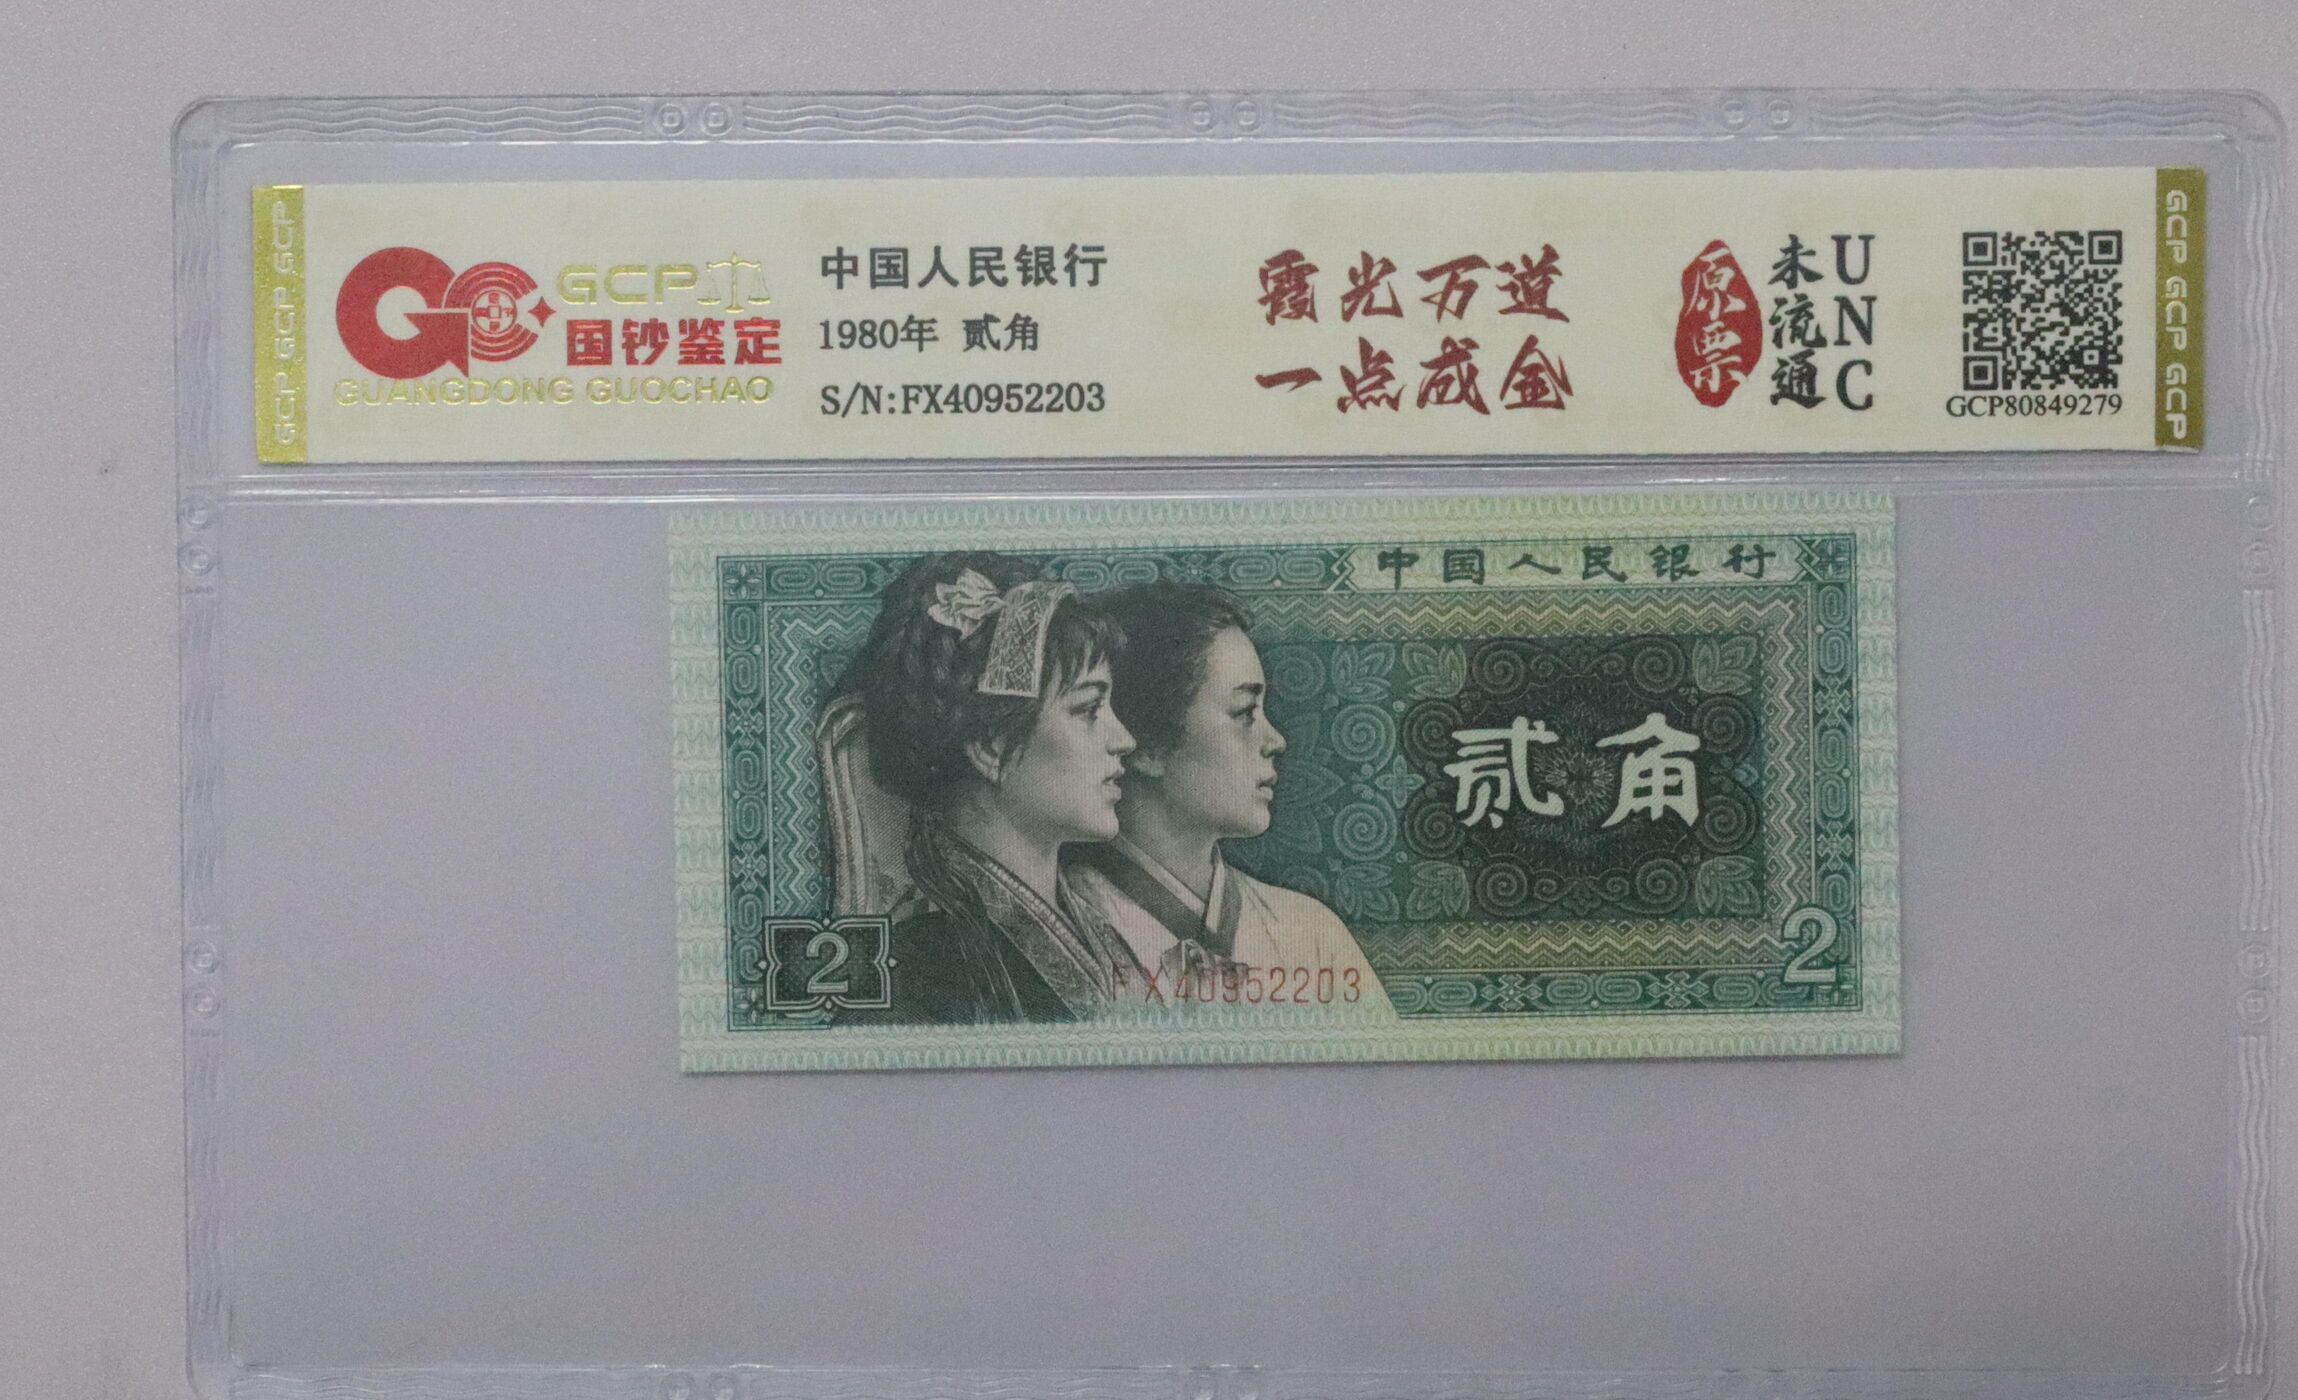 GCP GCP GCP
GCP
国钞鉴定
GUANGDONG GUOCHAO
中国人民银行
1980年 贰角
S/N:FX40952203
霞光万道
一点成金
原票
未流通
UNC
GCP80849279
GCP GCP GCP
中国人民银行
贰角
2
2
FX40952203